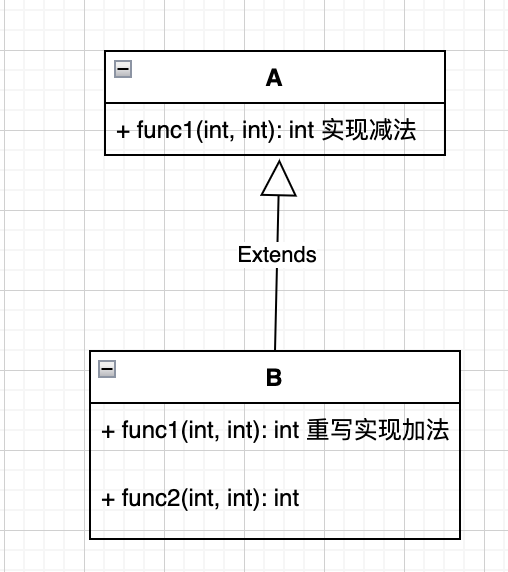 A
+ func1(int, int): int 实现减法
Extends
B
+ func1(int, int): int 重写实现加法
+ func2(int, int): int